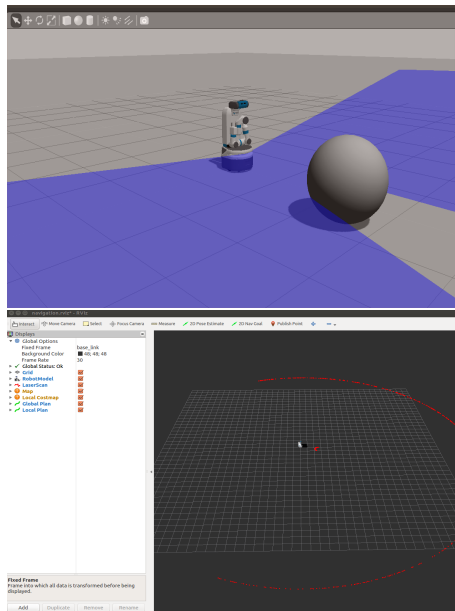 navigation.rviz* - RViz
Interact Move Camera Select Focus Camera Measure 2D Pose Estimate 2D Nav Goal Publish Point
Displays
Global Options
Fixed Frame base_link
Background Color 48; 48; 48
Frame Rate 30
Global Status: Ok
Grid
RobotModel
LaserScan
Map
Local Costmap
Global Plan
Local Plan
Fixed Frame
Frame into which all data is transformed before being
displayed.
Add Duplicate Remove Rename